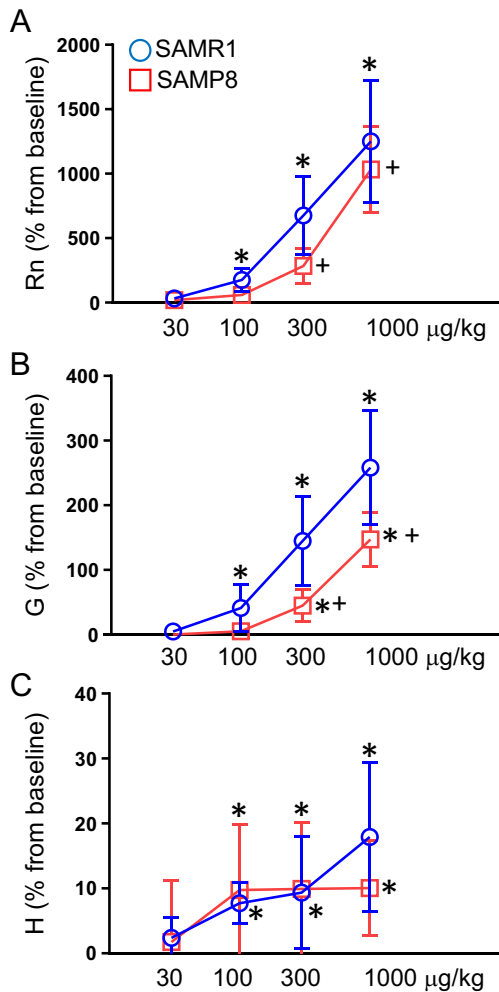 A
2000
SAMR1
SAMP8
*
1500
Rn (% from baseline)
*
1000
+
500
*
+
0
30 100 300 1000 μg/kg
B
400
*
G (% from baseline)
300
*
200
*
* +
100
*+
0
30 100 300 1000 μg/kg
C
40
*
H (% from baseline)
30
* *
20
10
*
* *
0
30 100 300 1000 μg/kg